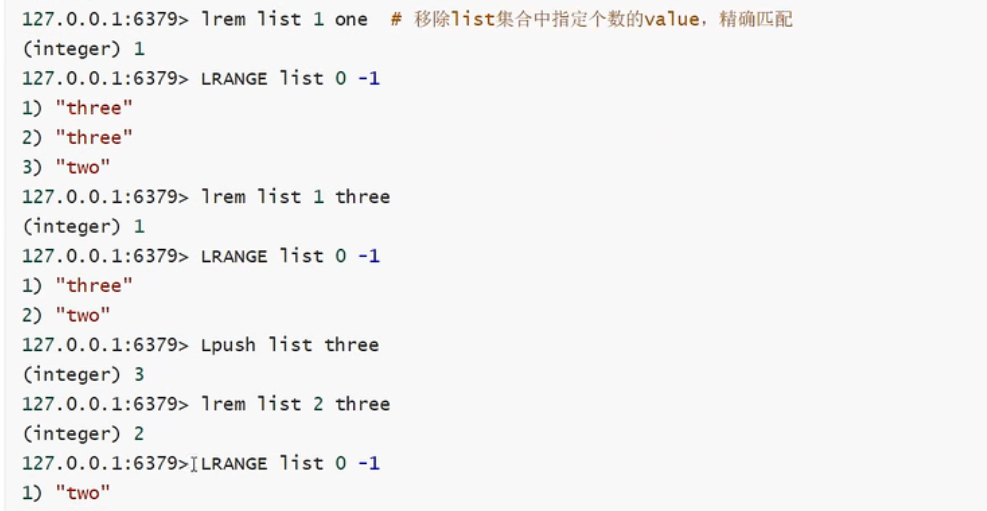 127.0.0.1:6379> lrem list 1 one  # 移除list集合中指定个数的value，精确匹配
(integer) 1
127.0.0.1:6379> LRANGE list 0 -1
1) "three"
2) "three"
3) "two"
127.0.0.1:6379> lrem list 1 three
(integer) 1
127.0.0.1:6379> LRANGE list 0 -1
1) "three"
2) "two"
127.0.0.1:6379> Lpush list three
(integer) 3
127.0.0.1:6379> lrem list 2 three
(integer) 2
127.0.0.1:6379> LRANGE list 0 -1
1) "two"